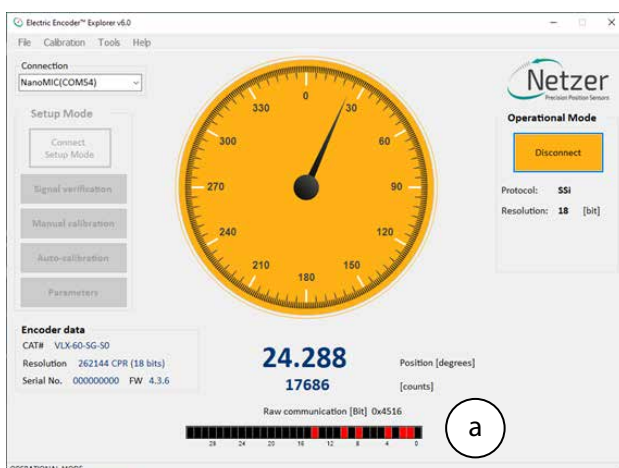 Electric Encoder™ Explorer v6.0
File Calibration Tools Help
Connection
NanoMIC(COM54)
Setup Mode
Connect
Setup Mode
Signal verification
Manual calibration
Auto-calibration
Parameters
0
30
60
90
120
150
180
210
240
270
300
330
Netzer
Precision Position Sensors
Operational Mode
Disconnect
Protocol: SSi
Resolution: 18 [bit]
Encoder data
CAT# VLX-60-SG-S0
Resolution 262144 CPR (18 bits)
Serial No. 000000000 FW 4.3.6
24.288 Position [degrees]
17686 [counts]
Raw communication [Bit] 0x4516
28 24 20 16 12 8 4 0
a
OPERATIONAL MODE